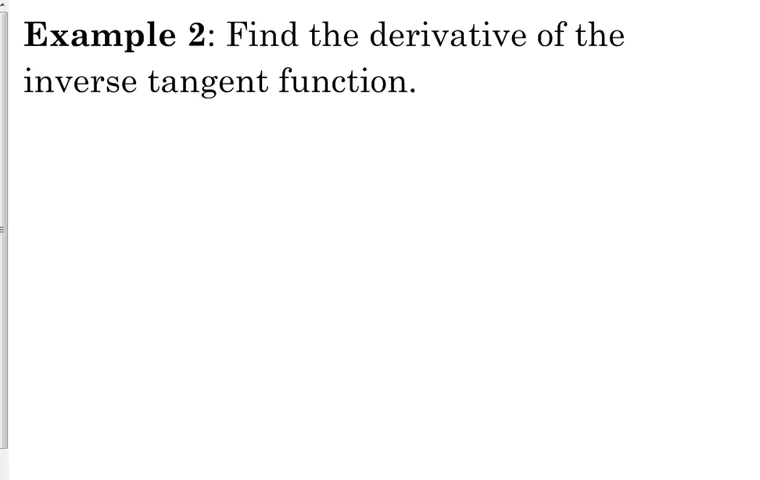 Example 2: Find the derivative of the
inverse tangent function.